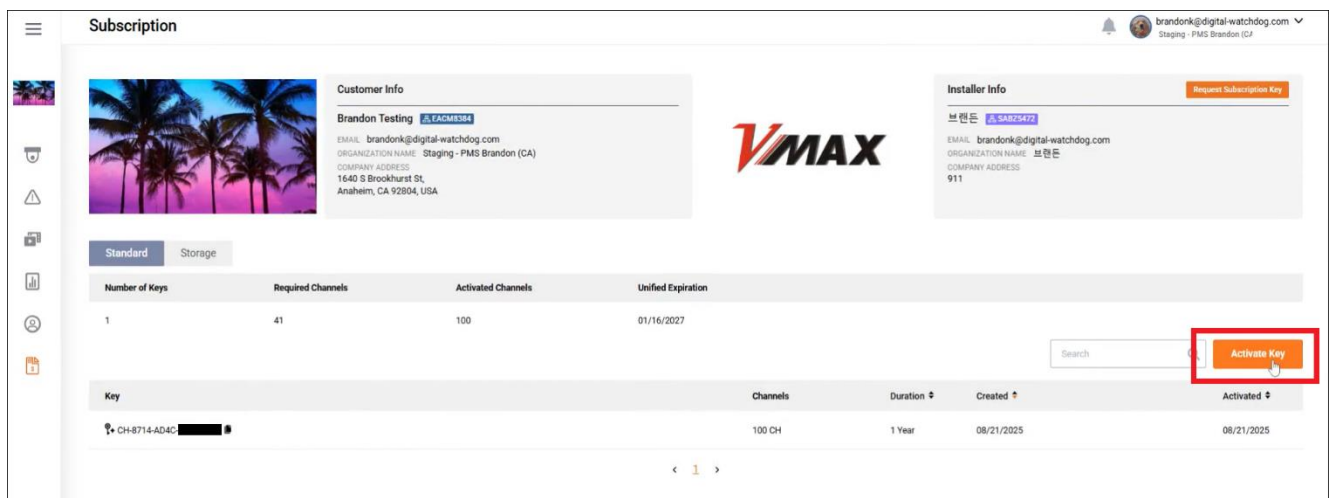 Subscription
brandonk@digital-watchdog.com
Staging - PMS Brandon (CA
Customer Info
Brandon Testing EACM8384
EMAIL brandonk@digital-watchdog.com
ORGANIZATION NAME Staging - PMS Brandon (CA)
COMPANY ADDRESS
1640 S Brookhurst St,
Anaheim, CA 92804, USA
VMAX
Installer Info Request Subscription Key
브랜든 SABZ5472
EMAIL brandonk@digital-watchdog.com
ORGANIZATION NAME 브랜든
COMPANY ADDRESS
911
Standard Storage
Number of Keys Required Channels Activated Channels Unified Expiration
1 41 100 01/16/2027
Search Activate Key
Key Channels Duration Created Activated
CH-8714-AD4C- 100 CH 1 Year 08/21/2025 08/21/2025
‹ 1 ›